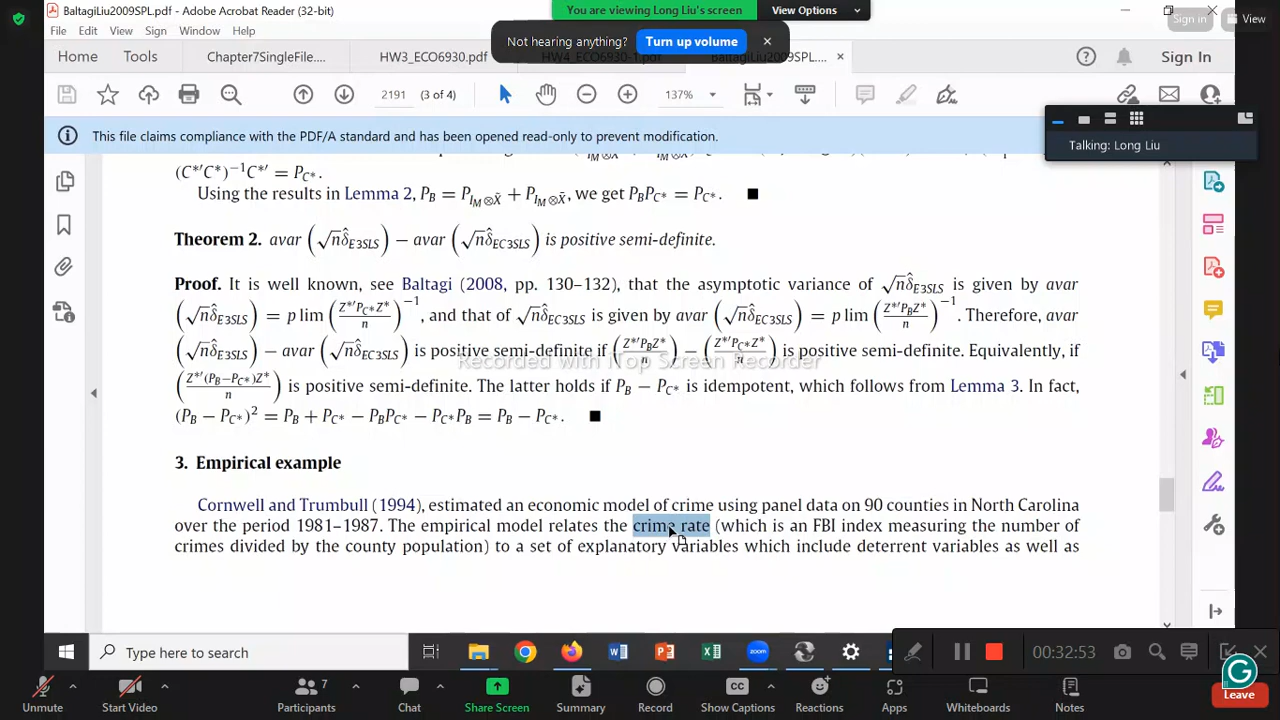 BaltagiLiu2009SPL.pdf - Adobe Acrobat Reader (32-bit)
You are viewing Long Liu's screen
View Options
Sign in
View
File Edit View Sign Window Help
Not hearing anything?
Turn up volume
Home
Tools
Chapter7SingleFile....
HW3_ECO6930.pdf
HW4_ECO6930-1.pdf
BaltagiLiu2009SPL....
Sign In
2191 (3 of 4)
137%
This file claims compliance with the PDF/A standard and has been opened read-only to prevent modification.
Talking: Long Liu
(C*′C*)⁻¹C*′ = P_C*.
Using the results in Lemma 2, P_B = P_{I_M⊗X̃} + P_{I_M⊗X̄}, we get P_B P_C* = P_C*. ■
Theorem 2. avar (√n δ̂_E3SLS) − avar (√n δ̂_EC3SLS) is positive semi-definite.
Proof. It is well known, see Baltagi (2008, pp. 130–132), that the asymptotic variance of √n δ̂_E3SLS is given by avar
(√n δ̂_E3SLS) = p lim (Z*′P_C*Z*/n)⁻¹, and that of √n δ̂_EC3SLS is given by avar (√n δ̂_EC3SLS) = p lim (Z*′P_BZ*/n)⁻¹. Therefore, avar
(√n δ̂_E3SLS) − avar (√n δ̂_EC3SLS) is positive semi-definite if (Z*′P_BZ*/n) − (Z*′P_C*Z*/n) is positive semi-definite. Equivalently, if
Recorded with iTop Screen Recorder
(Z*′(P_B−P_C*)Z*/n) is positive semi-definite. The latter holds if P_B − P_C* is idempotent, which follows from Lemma 3. In fact,
(P_B − P_C*)² = P_B + P_C* − P_BP_C* − P_C*P_B = P_B − P_C*. ■
3. Empirical example
Cornwell and Trumbull (1994), estimated an economic model of crime using panel data on 90 counties in North Carolina
over the period 1981–1987. The empirical model relates the crime rate (which is an FBI index measuring the number of
crimes divided by the county population) to a set of explanatory variables which include deterrent variables as well as
Type here to search
zoom
00:32:53
Unmute
Start Video
7
Participants
Chat
Share Screen
Summary
Record
CC
Show Captions
Reactions
Apps
Whiteboards
Notes
Leave